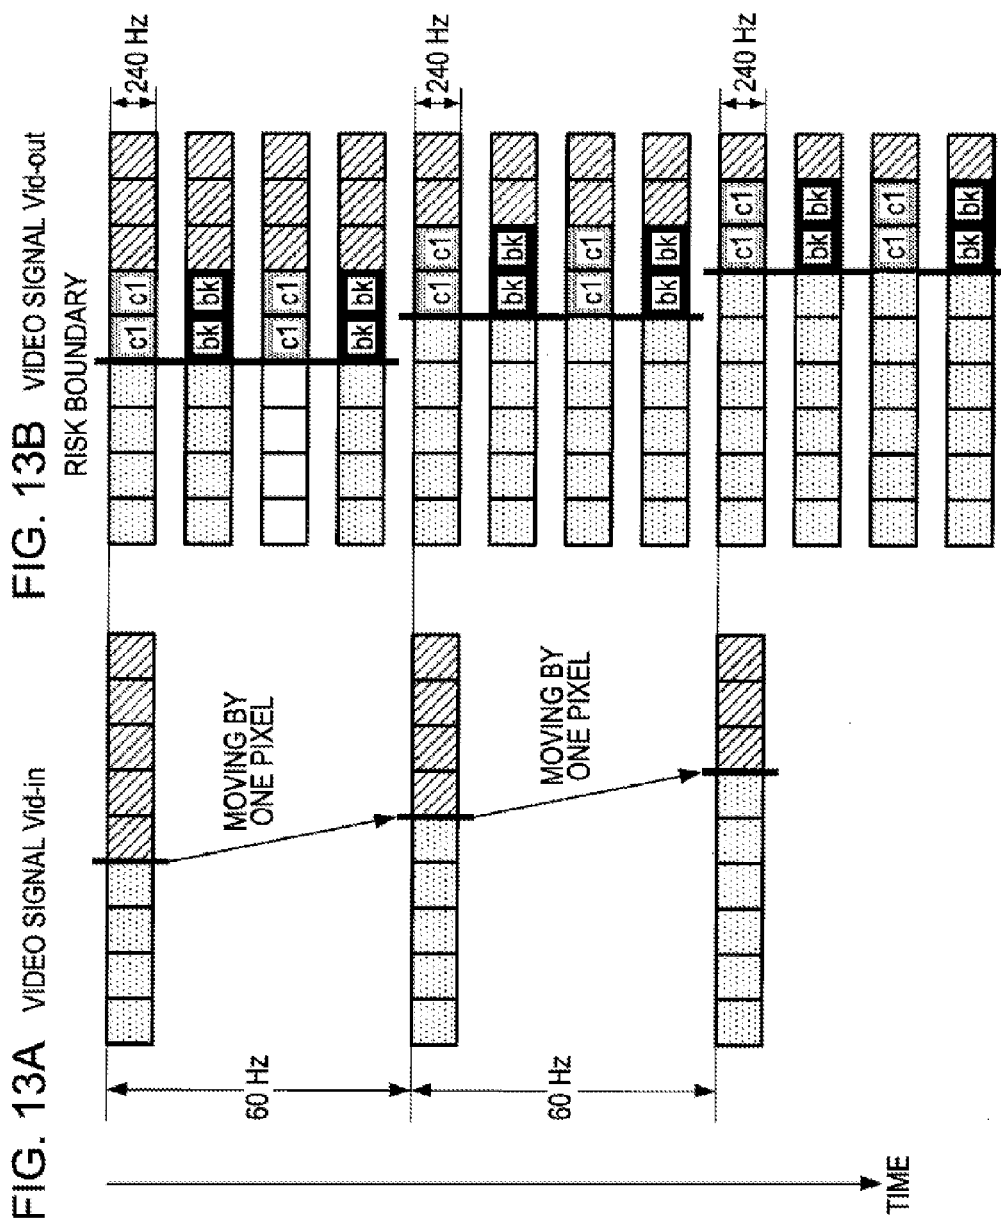 FIG. 13A VIDEO SIGNAL Vid-in
60 Hz
60 Hz
TIME
MOVING BY
ONE PIXEL
MOVING BY
ONE PIXEL
FIG. 13B VIDEO SIGNAL Vid-out
RISK BOUNDARY
c1 c1
240 Hz
bk bk
c1 c1
bk bk
c1 c1
240 Hz
bk bk
c1 c1
bk bk
c1 c1
240 Hz
bk bk
c1 c1
bk bk